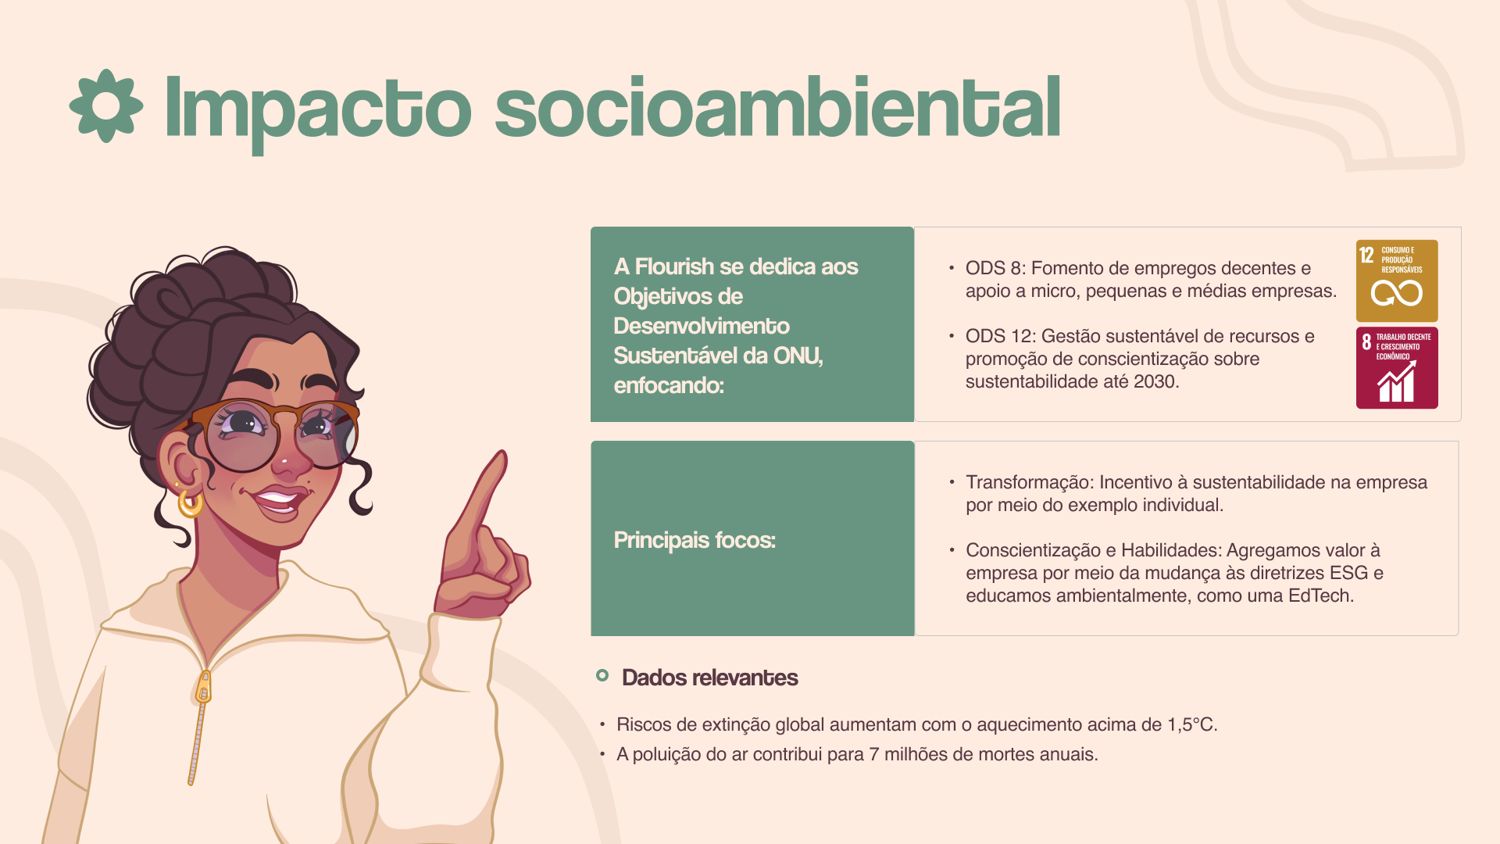 Impacto socioambiental
A Flourish se dedica aos
Objetivos de
Desenvolvimento
Sustentável da ONU,
enfocando:
• ODS 8: Fomento de empregos decentes e
apoio a micro, pequenas e médias empresas.
• ODS 12: Gestão sustentável de recursos e
promoção de conscientização sobre
sustentabilidade até 2030.
12 CONSUMO E
PRODUÇÃO
RESPONSÁVEIS
8 TRABALHO DECENTE
E CRESCIMENTO
ECONÔMICO
Principais focos:
• Transformação: Incentivo à sustentabilidade na empresa
por meio do exemplo individual.
• Conscientização e Habilidades: Agregamos valor à
empresa por meio da mudança às diretrizes ESG e
educamos ambientalmente, como uma EdTech.
Dados relevantes
• Riscos de extinção global aumentam com o aquecimento acima de 1,5°C.
• A poluição do ar contribui para 7 milhões de mortes anuais.